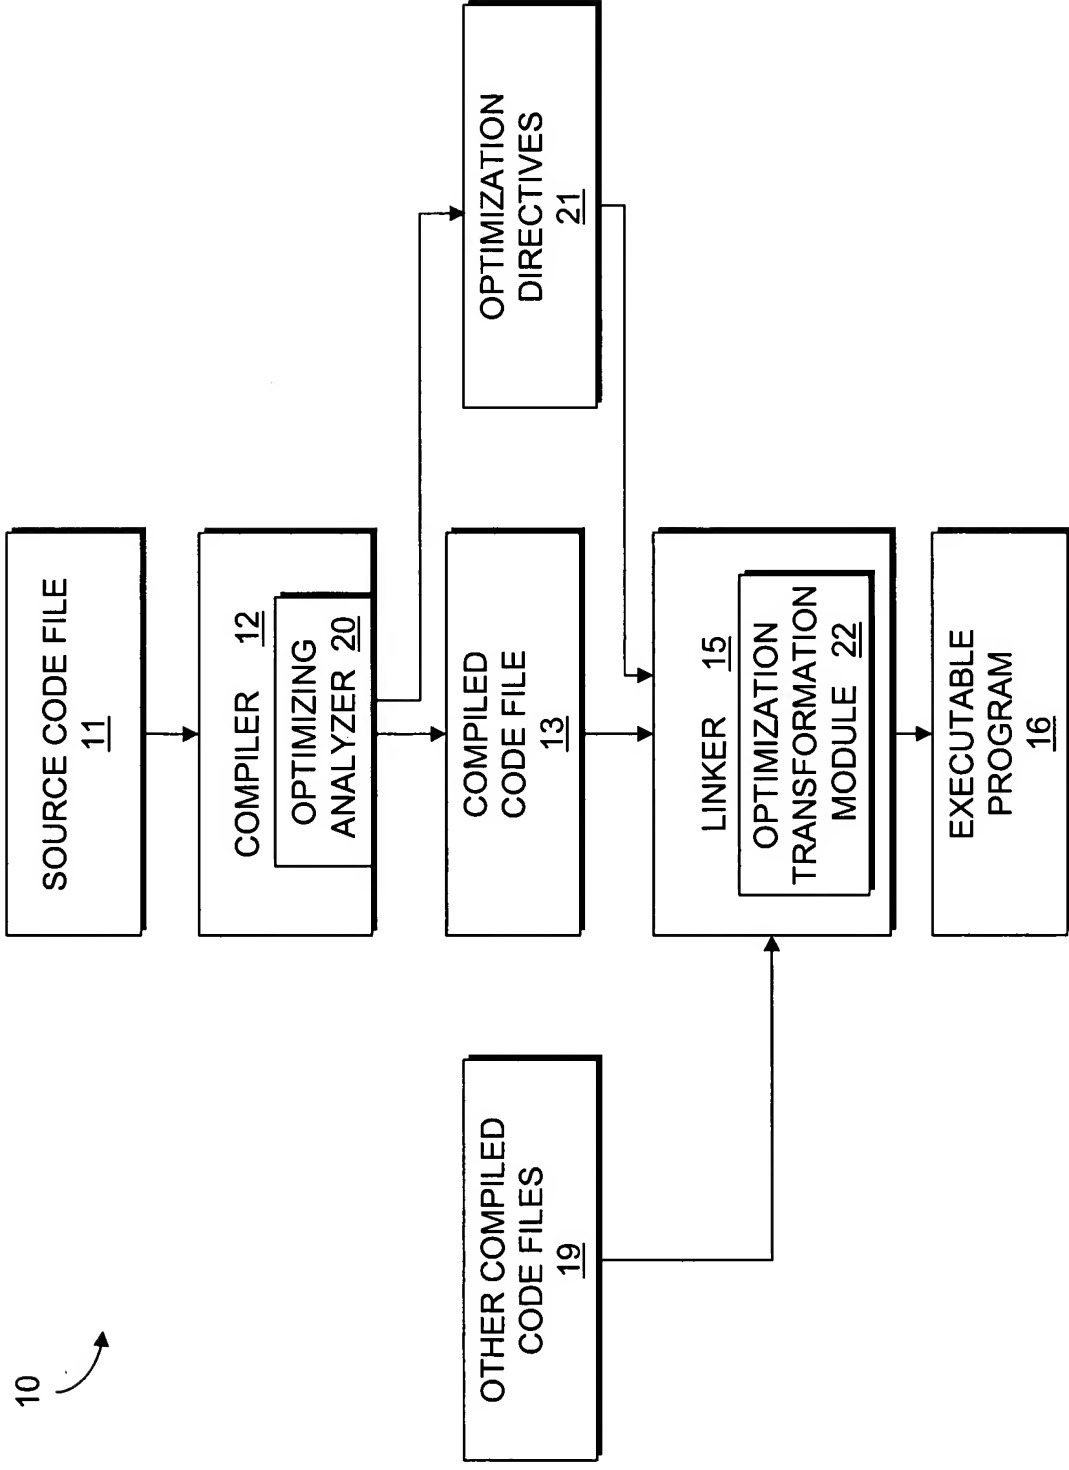 10
SOURCE CODE FILE
11
COMPILER 12
OPTIMIZING
ANALYZER 20
OPTIMIZATION
DIRECTIVES
21
COMPILED
CODE FILE
13
OTHER COMPILED
CODE FILES
19
LINKER 15
OPTIMIZATION
TRANSFORMATION
MODULE 22
EXECUTABLE
PROGRAM
16